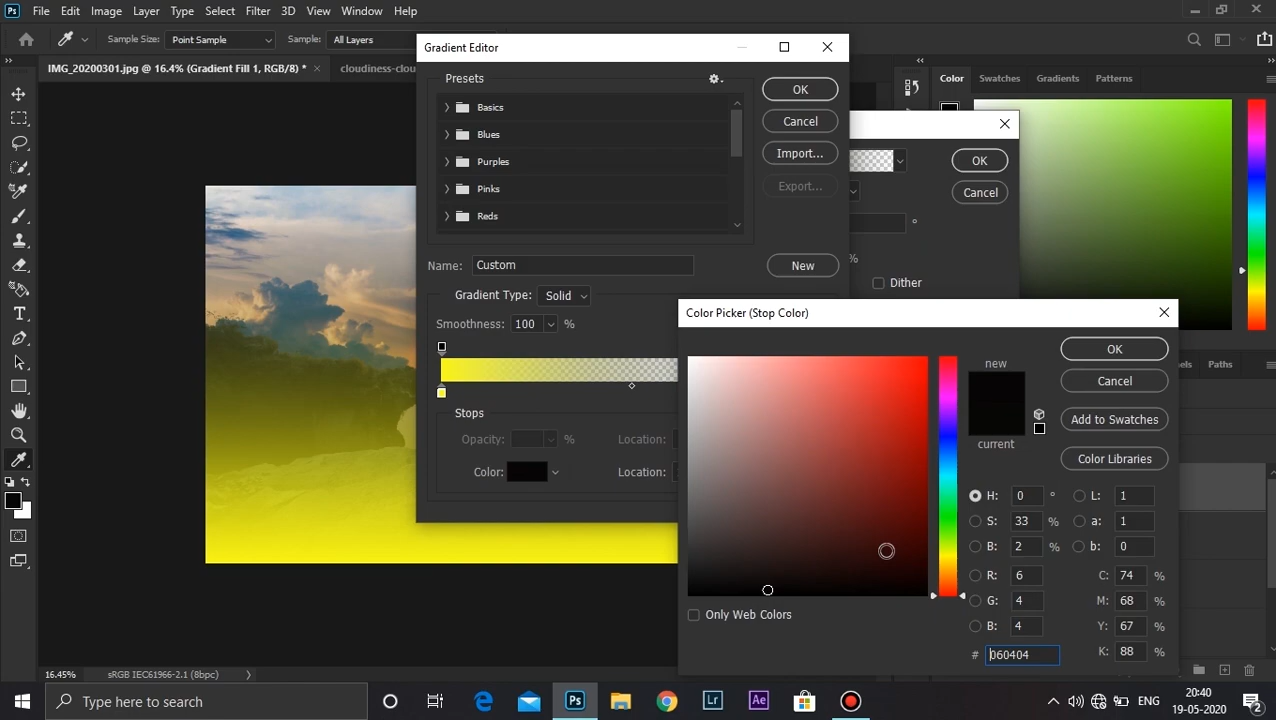 Ps File Edit Image Layer Type Select Filter 3D View Window Help
Sample Size: Point Sample Sample: All Layers
Gradient Editor
IMG_20200301.jpg @ 16.4% (Gradient Fill 1, RGB/8) * × cloudiness-clou
Color Swatches Gradients Patterns
Presets
OK
Basics
Cancel
Blues
Import...
Purples
OK
Export...
Pinks
Cancel
Reds
°
%
Name: Custom New
Dither
Gradient Type: Solid
Smoothness: 100 %
Color Picker (Stop Color)
OK
new
Paths
Cancel
Stops
Add to Swatches
Opacity: % Location:
current
Color Libraries
Color: Location:
H: 0 ° L: 1
S: 33 % a: 1
B: 2 % b: 0
R: 6 C: 74 %
G: 4 M: 68 %
Only Web Colors
B: 4 Y: 67 %
# 060404 K: 88 %
16.45% sRGB IEC61966-2.1 (8bpc)
Type here to search
Ps Lr Ae
ENG
20:40
19-05-2020
2